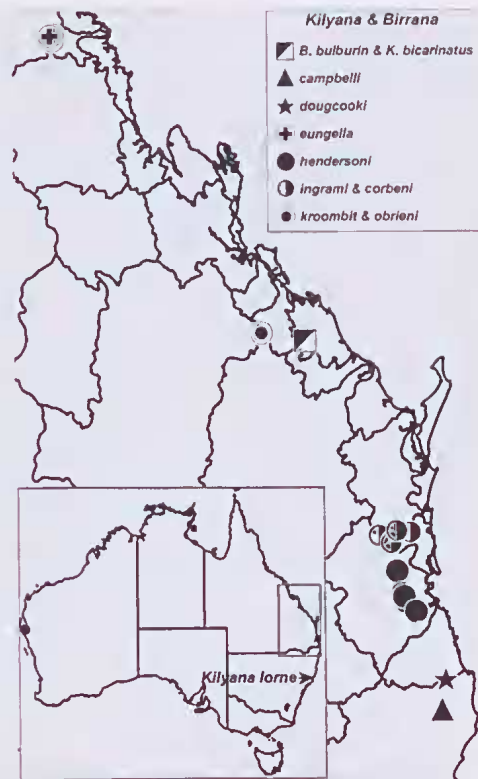 Kilyana & Birrana
B. bulburin & K. bicarinatus
campbelli
dougcooki
eungella
hendersoni
ingrami & corbeni
kroombit & obrieni
Kilyana lorne